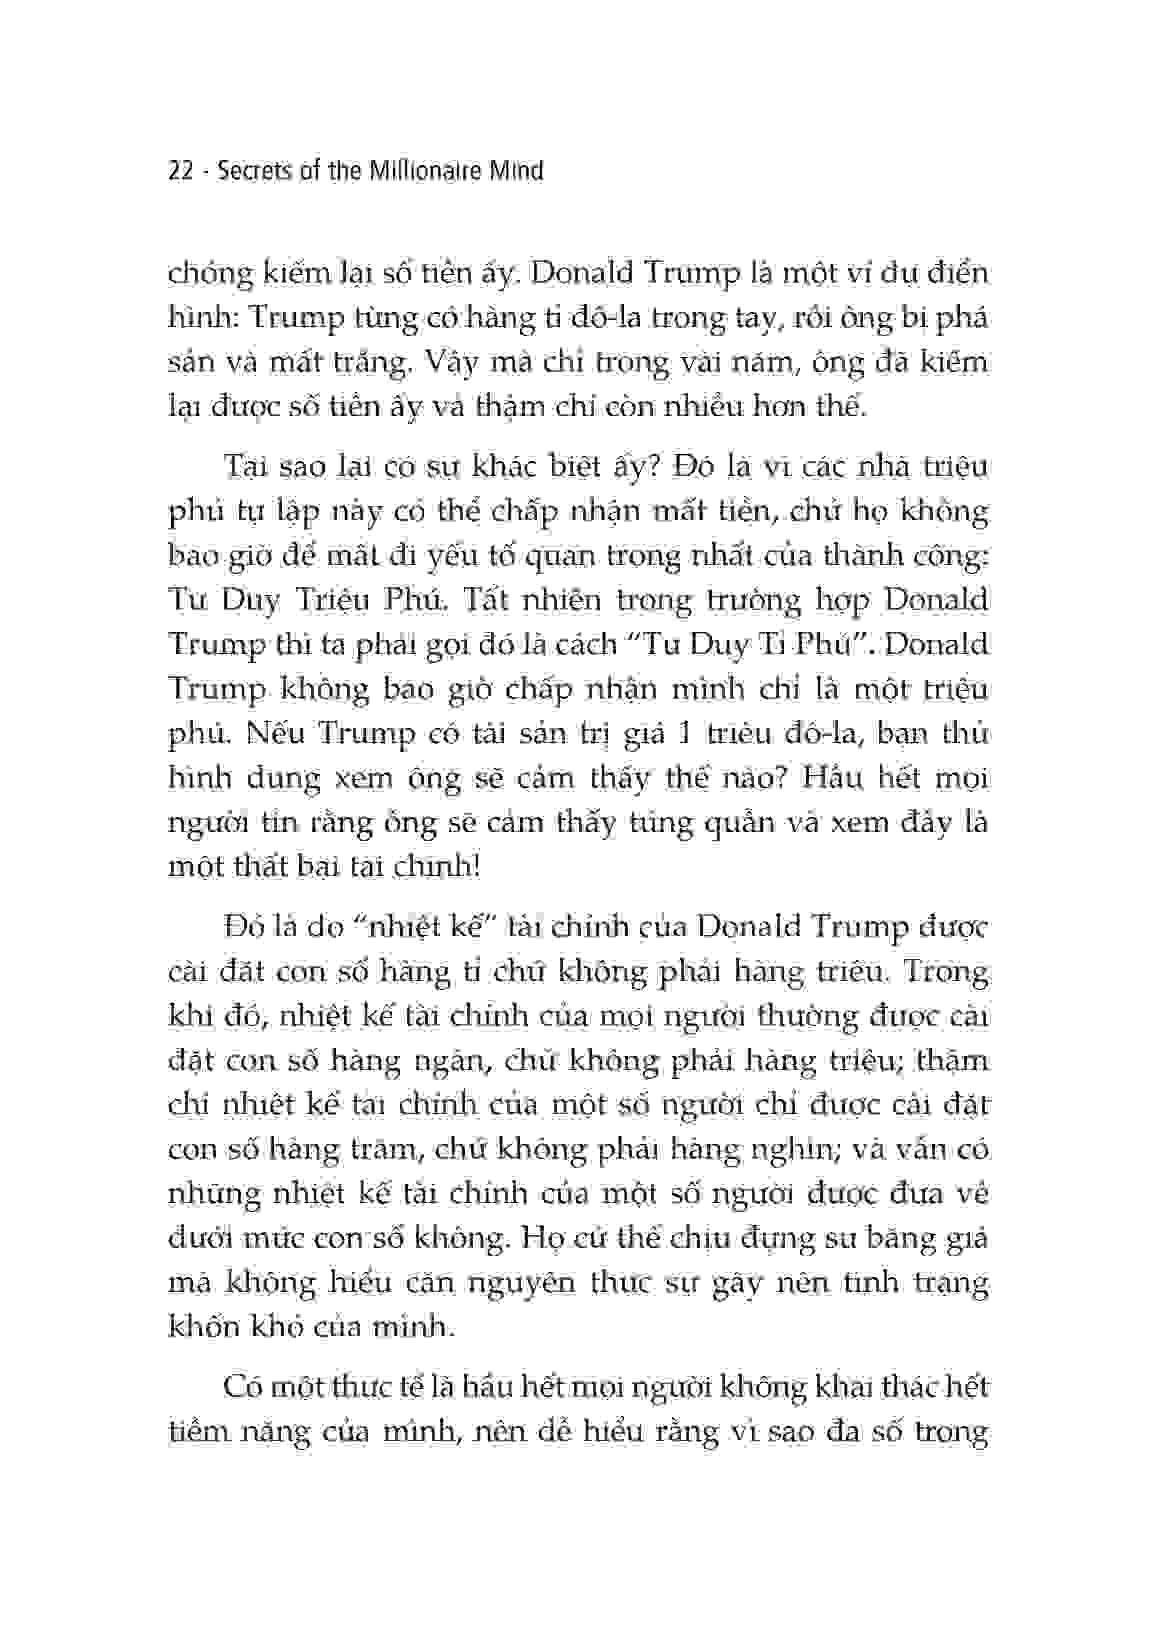 22 - Secrets of the Millionaire Mind
chóng kiếm lại số tiền ấy. Donald Trump là một ví dụ điển
hình: Trump từng có hàng tỉ đô-la trong tay, rồi ông bị phá
sản và mất trắng. Vậy mà chỉ trong vài năm, ông đã kiếm
lại được số tiền ấy và thậm chí còn nhiều hơn thế.
Tại sao lại có sự khác biệt ấy? Đó là vì các nhà triệu
phú tự lập này có thể chấp nhận mất tiền, chứ họ không
bao giờ để mất đi yếu tố quan trọng nhất của thành công:
Tư Duy Triệu Phú. Tất nhiên trong trường hợp Donald
Trump thì ta phải gọi đó là cách “Tư Duy Tỉ Phú”. Donald
Trump không bao giờ chấp nhận mình chỉ là một triệu
phú. Nếu Trump có tài sản trị giá 1 triệu đô-la, bạn thử
hình dung xem ông sẽ cảm thấy thế nào? Hầu hết mọi
người tin rằng ông sẽ cảm thấy túng quẫn và xem đây là
một thất bại tài chính!
Đó là do “nhiệt kế” tài chính của Donald Trump được
cài đặt con số hàng tỉ chứ không phải hàng triệu. Trong
khi đó, nhiệt kế tài chính của mọi người thường được cài
đặt con số hàng ngàn, chứ không phải hàng triệu; thậm
chí nhiệt kế tài chính của một số người chỉ được cài đặt
con số hàng trăm, chứ không phải hàng nghìn; và vẫn có
những nhiệt kế tài chính của một số người được đưa về
dưới mức con số không. Họ cứ thế chịu đựng sự băng giá
mà không hiểu căn nguyên thực sự gây nên tình trạng
khốn khó của mình.
Có một thực tế là hầu hết mọi người không khai thác hết
tiềm năng của mình, nên dễ hiểu rằng vì sao đa số trong